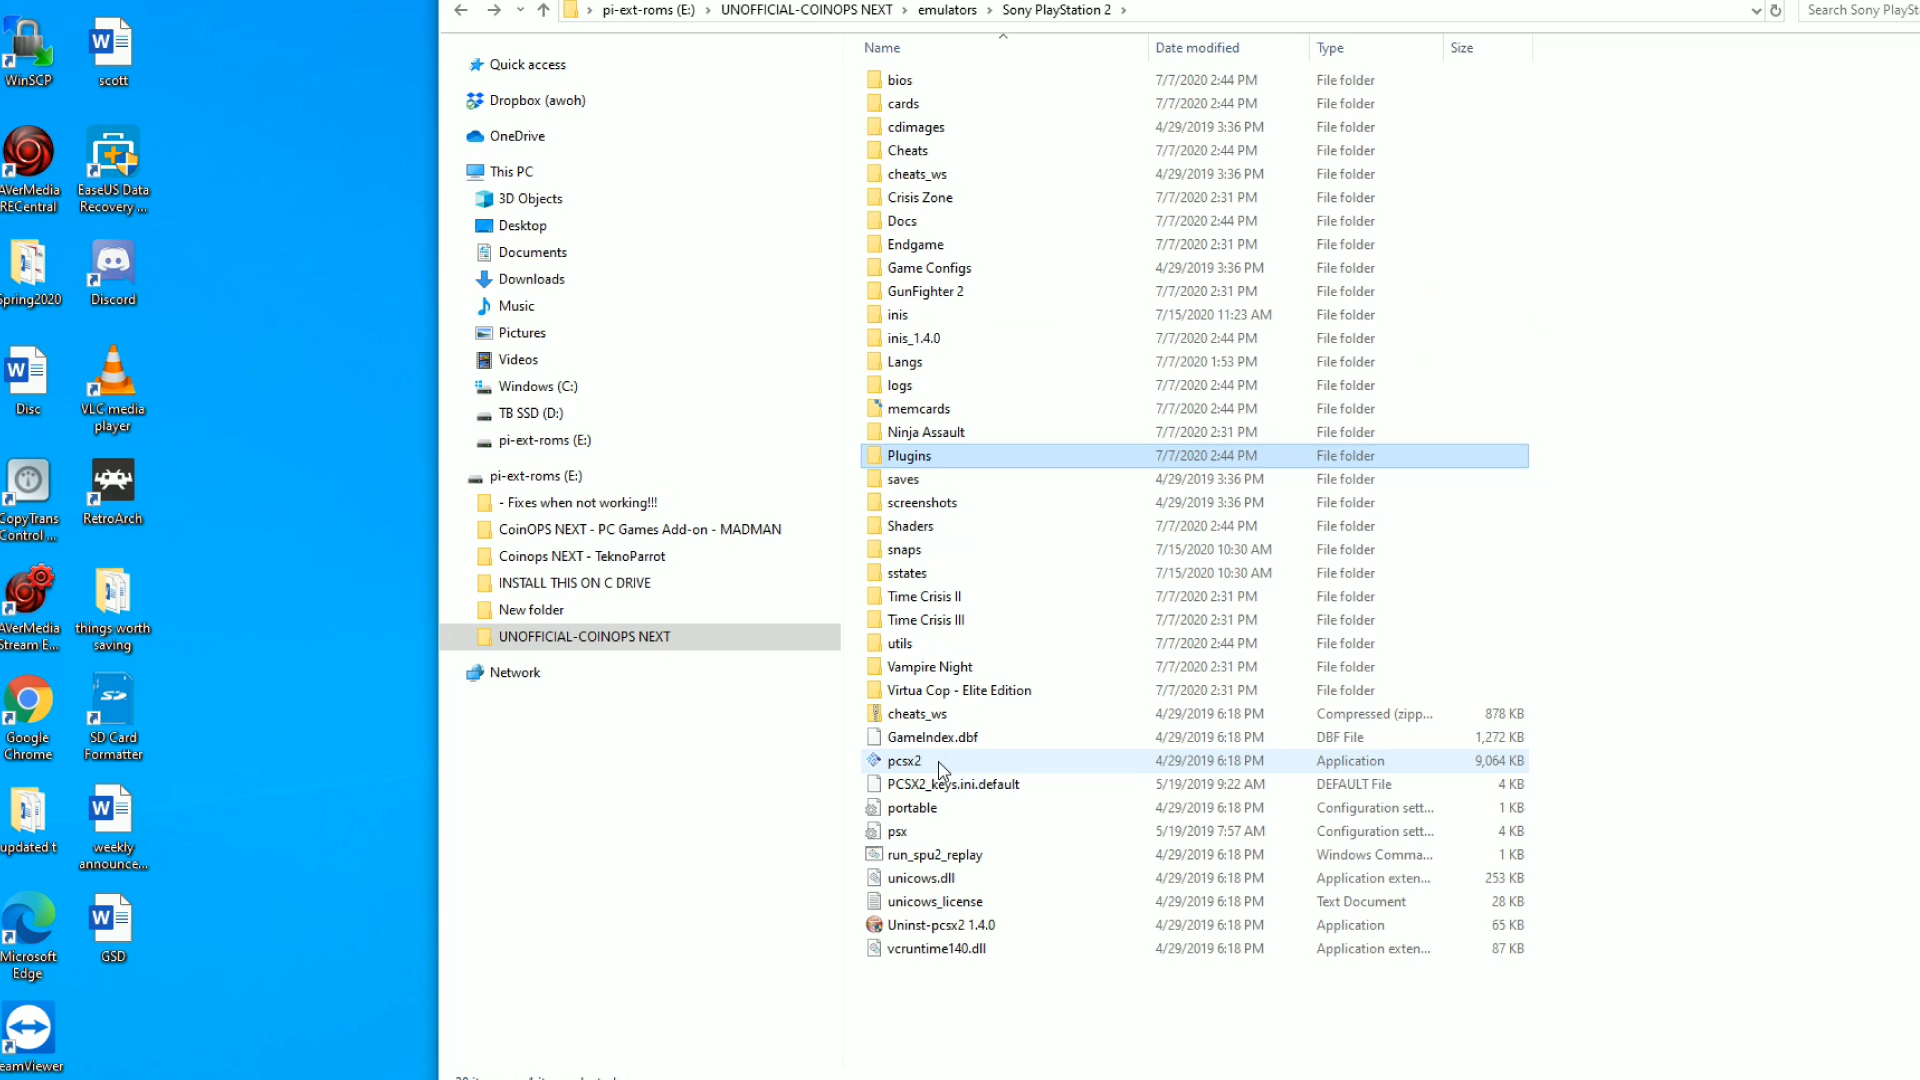 pi-ext-roms (E:) > UNOFFICIAL-COINOPS NEXT > emulators > Sony PlayStation 2 >
Search Sony PlaySt
WinSCP
scott
AVerMedia
RECentral
EaseUS Data
Recovery ...
Spring2020
Discord
Disc
VLC media
player
CopyTrans
Control ...
RetroArch
AVerMedia
Stream E...
things worth
saving
Google
Chrome
SD Card
Formatter
updated t
weekly
announce...
Microsoft
Edge
GSD
eamViewer
Quick access
Dropbox (awoh)
OneDrive
This PC
3D Objects
Desktop
Documents
Downloads
Music
Pictures
Videos
Windows (C:)
TB SSD (D:)
pi-ext-roms (E:)
pi-ext-roms (E:)
- Fixes when not working!!!
CoinOPS NEXT - PC Games Add-on - MADMAN
Coinops NEXT - TeknoParrot
INSTALL THIS ON C DRIVE
New folder
UNOFFICIAL-COINOPS NEXT
Network
Name Date modified Type Size
bios 7/7/2020 2:44 PM File folder
cards 7/7/2020 2:44 PM File folder
cdimages 4/29/2019 3:36 PM File folder
Cheats 7/7/2020 2:44 PM File folder
cheats_ws 4/29/2019 3:36 PM File folder
Crisis Zone 7/7/2020 2:31 PM File folder
Docs 7/7/2020 2:44 PM File folder
Endgame 7/7/2020 2:31 PM File folder
Game Configs 4/29/2019 3:36 PM File folder
GunFighter 2 7/7/2020 2:31 PM File folder
inis 7/15/2020 11:23 AM File folder
inis_1.4.0 7/7/2020 2:44 PM File folder
Langs 7/7/2020 1:53 PM File folder
logs 7/7/2020 2:44 PM File folder
memcards 7/7/2020 2:44 PM File folder
Ninja Assault 7/7/2020 2:31 PM File folder
Plugins 7/7/2020 2:44 PM File folder
saves 4/29/2019 3:36 PM File folder
screenshots 4/29/2019 3:36 PM File folder
Shaders 7/7/2020 2:44 PM File folder
snaps 7/15/2020 10:30 AM File folder
sstates 7/15/2020 10:30 AM File folder
Time Crisis II 7/7/2020 2:31 PM File folder
Time Crisis III 7/7/2020 2:31 PM File folder
utils 7/7/2020 2:44 PM File folder
Vampire Night 7/7/2020 2:31 PM File folder
Virtua Cop - Elite Edition 7/7/2020 2:31 PM File folder
cheats_ws 4/29/2019 6:18 PM Compressed (zipp... 878 KB
GameIndex.dbf 4/29/2019 6:18 PM DBF File 1,272 KB
pcsx2 4/29/2019 6:18 PM Application 9,064 KB
PCSX2_keys.ini.default 5/19/2019 9:22 AM DEFAULT File 4 KB
portable 4/29/2019 6:18 PM Configuration sett... 1 KB
psx 5/19/2019 7:57 AM Configuration sett... 4 KB
run_spu2_replay 4/29/2019 6:18 PM Windows Comma... 1 KB
unicows.dll 4/29/2019 6:18 PM Application exten... 253 KB
unicows_license 4/29/2019 6:18 PM Text Document 28 KB
Uninst-pcsx2 1.4.0 4/29/2019 6:18 PM Application 65 KB
vcruntime140.dll 4/29/2019 6:18 PM Application exten... 87 KB